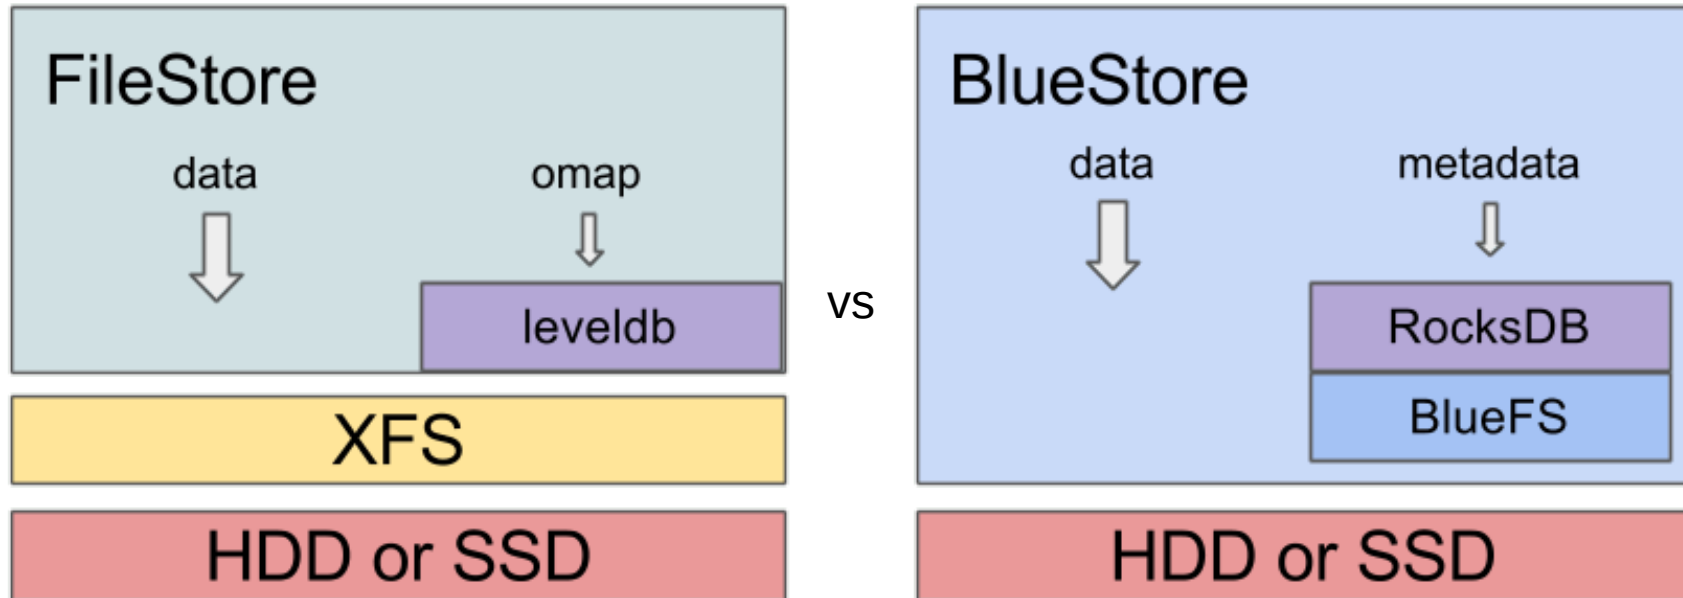 FileStore
data
omap
leveldb
XFS
HDD or SSD
vs
BlueStore
data
metadata
RocksDB
BlueFS
HDD or SSD